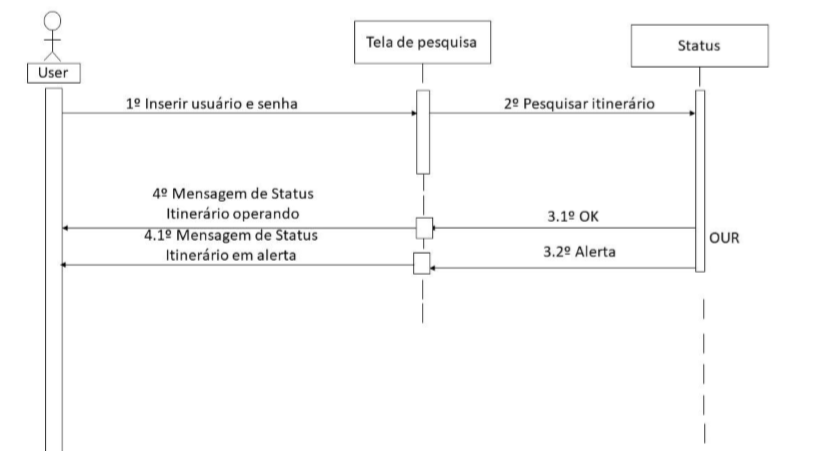 Tela de pesquisa
Status
User
1º Inserir usuário e senha
2º Pesquisar itinerário
4º Mensagem de Status
Itinerário operando
3.1º OK
4.1º Mensagem de Status
OUR
Itinerário em alerta
3.2º Alerta